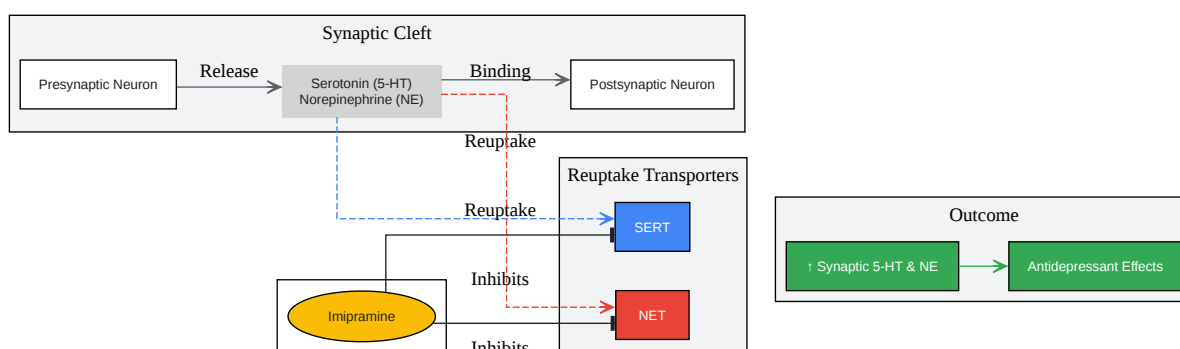 Synaptic Cleft
Presynaptic Neuron
Release
Serotonin (5-HT)
Norepinephrine (NE)
Binding
Postsynaptic Neuron
Reuptake
Reuptake Transporters
Reuptake
SERT
Outcome
↑ Synaptic 5-HT & NE
Antidepressant Effects
Inhibits
Imipramine
NET
Inhibits